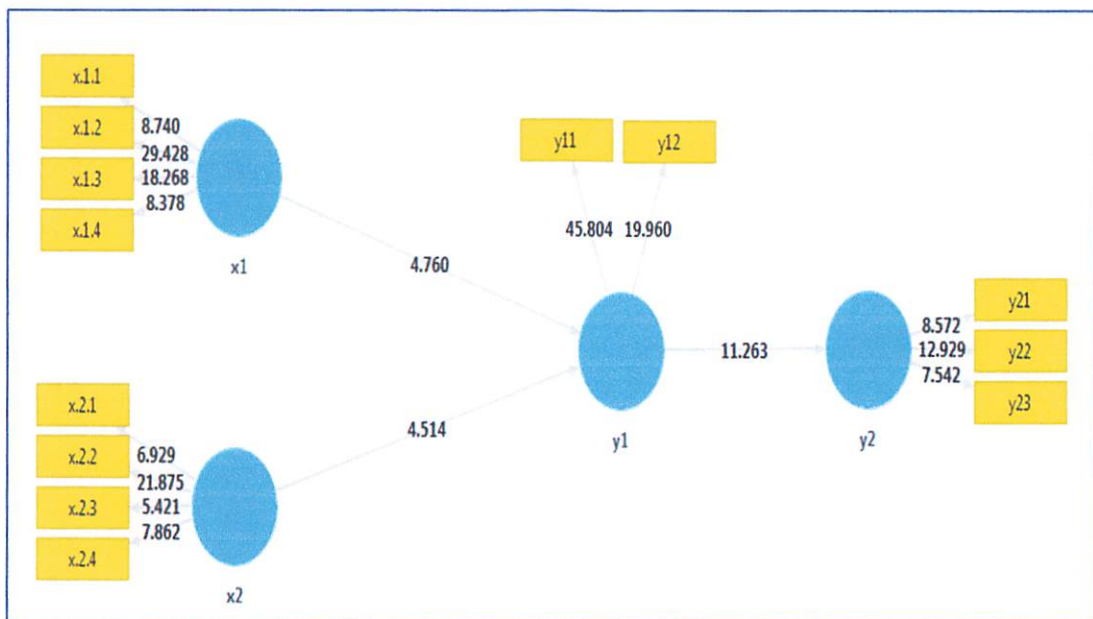 x.1.1
x.1.2
x.1.3
x.1.4
8.740
29.428
18.268
8.378
x1
4.760
y11
y12
45.804
19.960
x.2.1
x.2.2
x.2.3
x.2.4
6.929
21.875
5.421
7.862
x2
4.514
y1
11.263
y2
8.572
12.929
7.542
y21
y22
y23